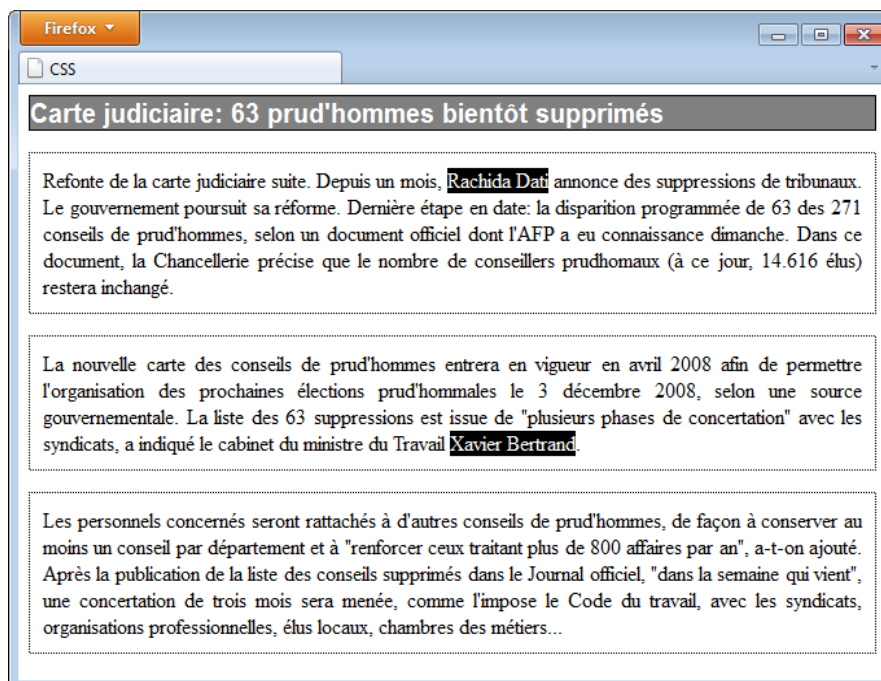 Firefox
CSS
Carte judiciaire: 63 prud'hommes bientôt supprimés
Refonte de la carte judiciaire suite. Depuis un mois, Rachida Dati annonce des suppressions de tribunaux.
Le gouvernement poursuit sa réforme. Dernière étape en date: la disparition programmée de 63 des 271
conseils de prud'hommes, selon un document officiel dont l'AFP a eu connaissance dimanche. Dans ce
document, la Chancellerie précise que le nombre de conseillers prudhomaux (à ce jour, 14.616 élus)
restera inchangé.
La nouvelle carte des conseils de prud'hommes entrera en vigueur en avril 2008 afin de permettre
l'organisation des prochaines élections prud'hommales le 3 décembre 2008, selon une source
gouvernementale. La liste des 63 suppressions est issue de "plusieurs phases de concertation" avec les
syndicats, a indiqué le cabinet du ministre du Travail Xavier Bertrand.
Les personnels concernés seront rattachés à d'autres conseils de prud'hommes, de façon à conserver au
moins un conseil par département et à "renforcer ceux traitant plus de 800 affaires par an", a-t-on ajouté.
Après la publication de la liste des conseils supprimés dans le Journal officiel, "dans la semaine qui vient",
une concertation de trois mois sera menée, comme l'impose le Code du travail, avec les syndicats,
organisations professionnelles, élus locaux, chambres des métiers...